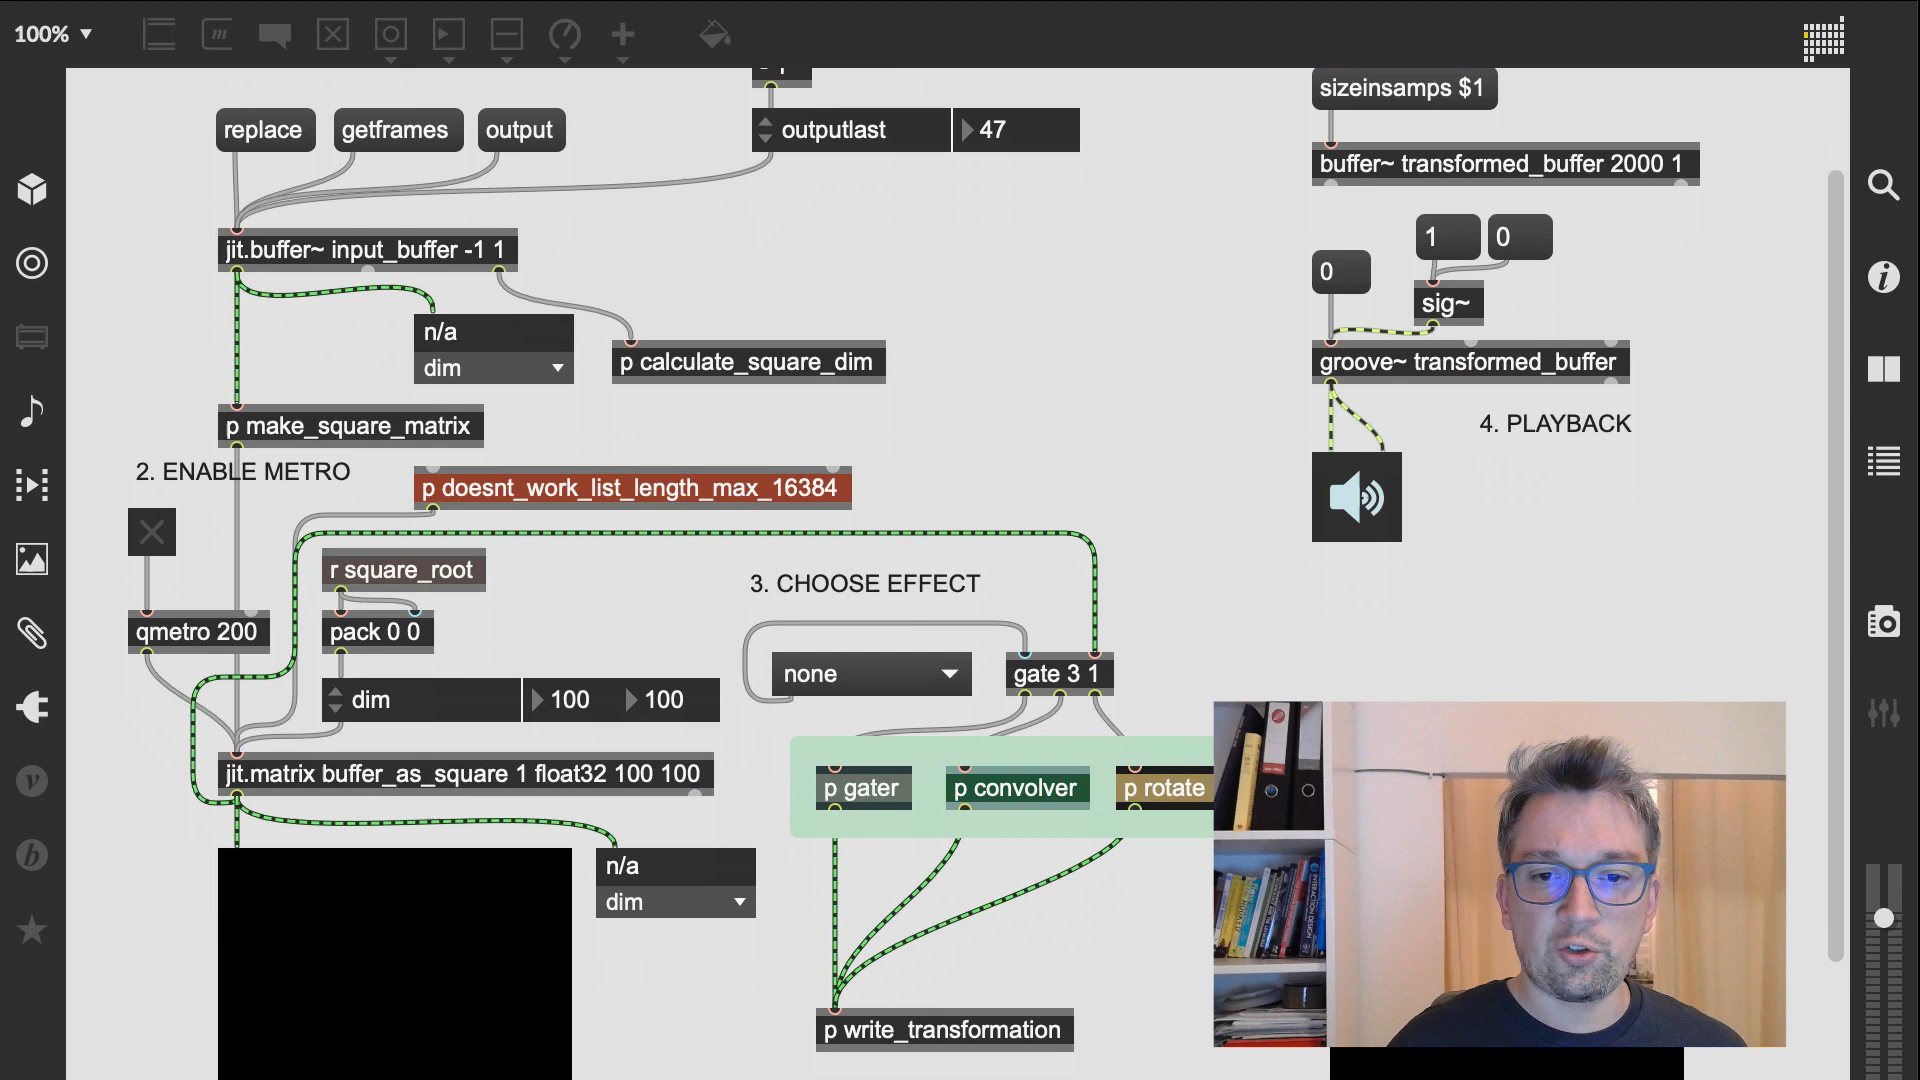 100%
replace
getframes
output
outputlast
47
sizeinsamps $1
buffer~ transformed_buffer 2000 1
jit.buffer~ input_buffer -1 1
1
0
0
sig~
n/a
dim
p calculate_square_dim
groove~ transformed_buffer
p make_square_matrix
4. PLAYBACK
2. ENABLE METRO
p doesnt_work_list_length_max_16384
r square_root
3. CHOOSE EFFECT
qmetro 200
pack 0 0
none
gate 3 1
dim
100
100
jit.matrix buffer_as_square 1 float32 100 100
p gater
p convolver
p rotate
n/a
dim
p write_transformation
INTERACTION DESIGN